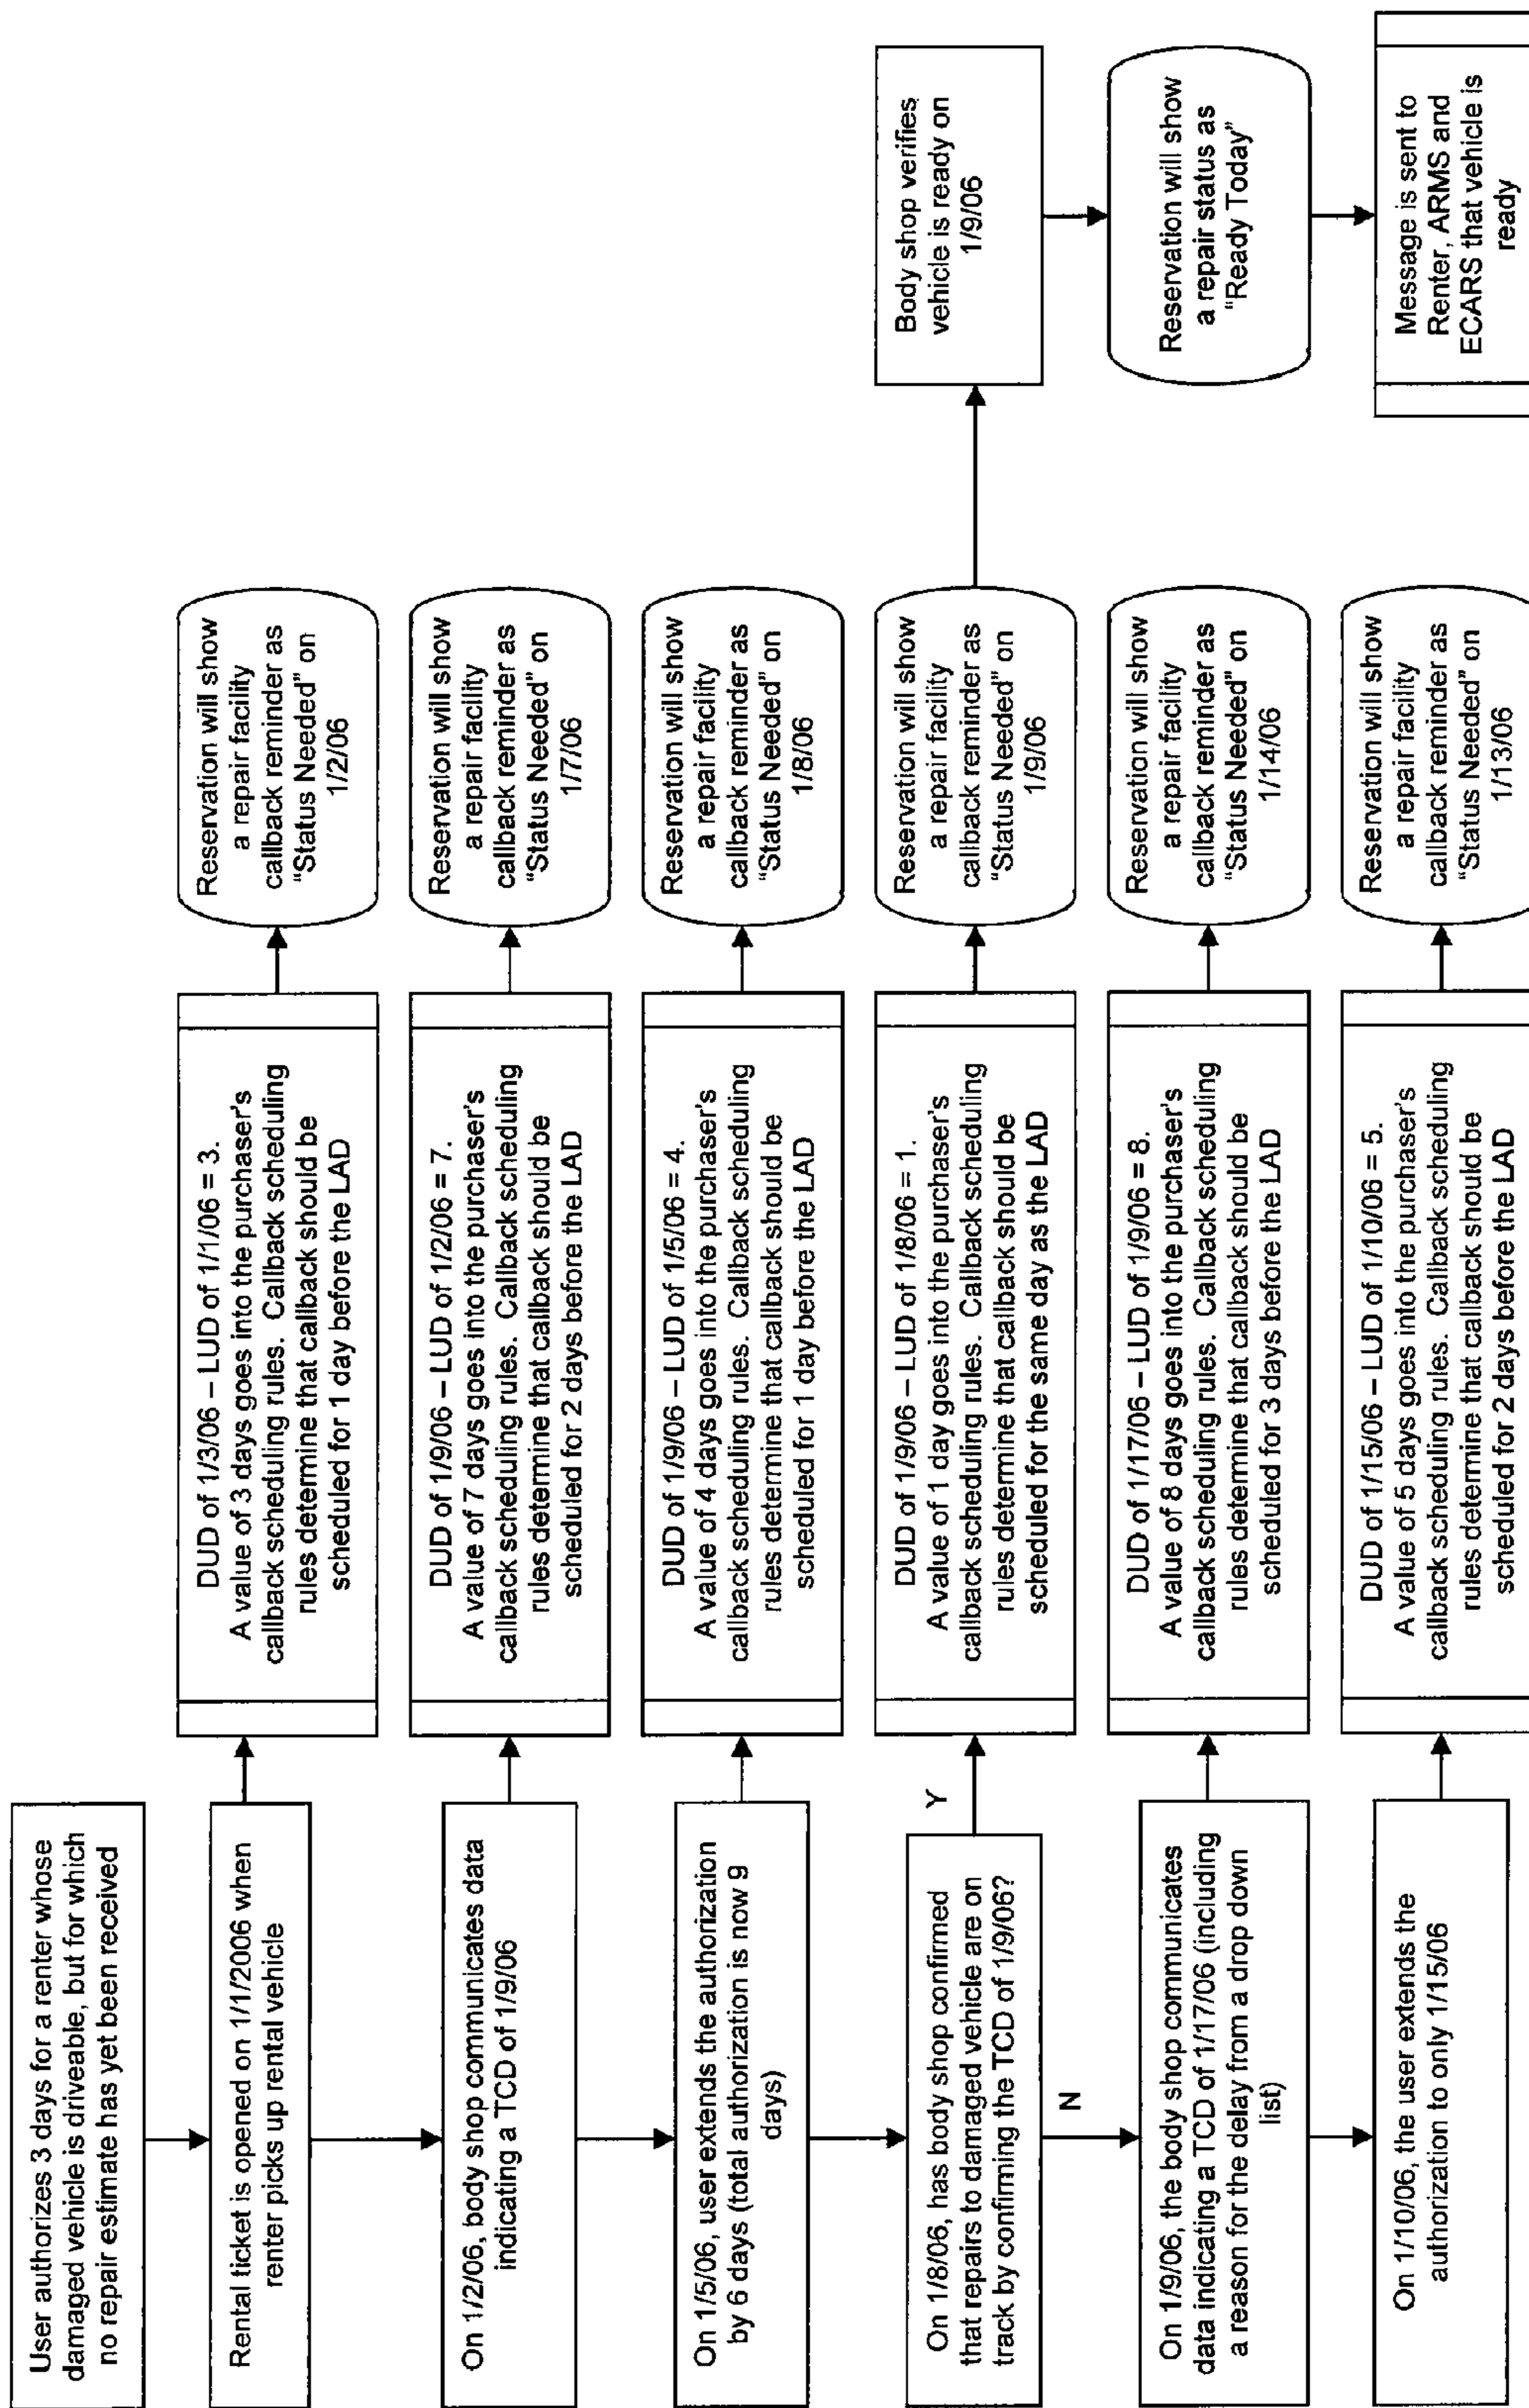 User authorizes 3 days for a renter whose
damaged vehicle is driveable, but for which
no repair estimate has yet been received
Rental ticket is opened on 1/1/2006 when
renter picks up rental vehicle
DUD of 1/3/06 – LUD of 1/1/06 = 3.
A value of 3 days goes into the purchaser's
callback scheduling rules. Callback scheduling
rules determine that callback should be
scheduled for 1 day before the LAD
Reservation will show
a repair facility
callback reminder as
"Status Needed" on
1/2/06
On 1/2/06, body shop communicates data
indicating a TCD of 1/9/06
DUD of 1/9/06 – LUD of 1/2/06 = 7.
A value of 7 days goes into the purchaser's
callback scheduling rules. Callback scheduling
rules determine that callback should be
scheduled for 2 days before the LAD
Reservation will show
a repair facility
callback reminder as
"Status Needed" on
1/7/06
On 1/5/06, user extends the authorization
by 6 days (total authorization is now 9
days)
DUD of 1/9/06 – LUD of 1/5/06 = 4.
A value of 4 days goes into the purchaser's
callback scheduling rules. Callback scheduling
rules determine that callback should be
scheduled for 1 day before the LAD
Reservation will show
a repair facility
callback reminder as
"Status Needed" on
1/8/06
On 1/8/06, has body shop confirmed
that repairs to damaged vehicle are on
track by confirming the TCD of 1/9/06?
Y
DUD of 1/9/06 – LUD of 1/8/06 = 1.
A value of 1 day goes into the purchaser's
callback scheduling rules. Callback scheduling
rules determine that callback should be
scheduled for the same day as the LAD
Reservation will show
a repair facility
callback reminder as
"Status Needed" on
1/9/06
Body shop verifies
vehicle is ready on
1/9/06
N
On 1/9/06, the body shop communicates
data indicating a TCD of 1/17/06 (including
a reason for the delay from a drop down
list)
DUD of 1/17/06 – LUD of 1/9/06 = 8.
A value of 8 days goes into the purchaser's
callback scheduling rules. Callback scheduling
rules determine that callback should be
scheduled for 3 days before the LAD
Reservation will show
a repair facility
callback reminder as
"Status Needed" on
1/14/06
Reservation will show
a repair status as
"Ready Today"
On 1/10/06, the user extends the
authorization to only 1/15/06
DUD of 1/15/06 – LUD of 1/10/06 = 5.
A value of 5 days goes into the purchaser's
callback scheduling rules. Callback scheduling
rules determine that callback should be
scheduled for 2 days before the LAD
Reservation will show
a repair facility
callback reminder as
"Status Needed" on
1/13/06
Message is sent to
Renter, ARMS and
ECARS that vehicle is
ready